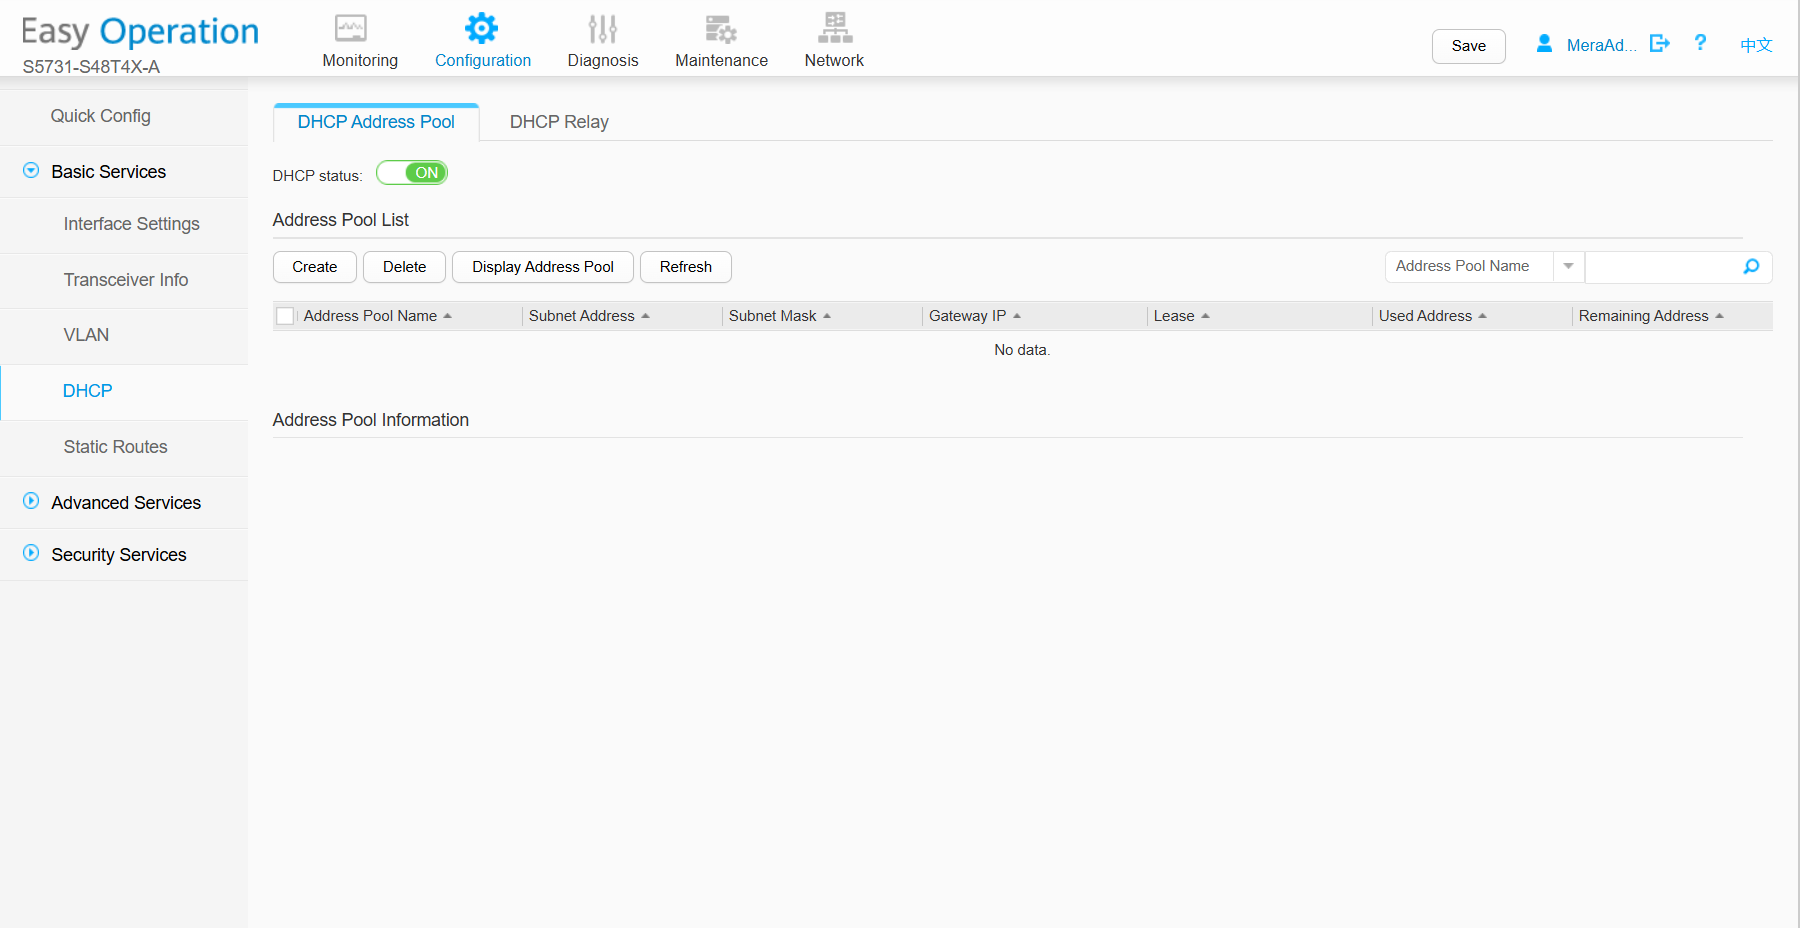 Easy Operation
S5731-S48T4X-A
Monitoring
Configuration
Diagnosis
Maintenance
Network
Save
MeraAd...
?
中文
Quick Config
Basic Services
Interface Settings
Transceiver Info
VLAN
DHCP
Static Routes
Advanced Services
Security Services
DHCP Address Pool
DHCP Relay
DHCP status: ON
Address Pool List
Create
Delete
Display Address Pool
Refresh
Address Pool Name
Address Pool Name
Subnet Address
Subnet Mask
Gateway IP
Lease
Used Address
Remaining Address
No data.
Address Pool Information